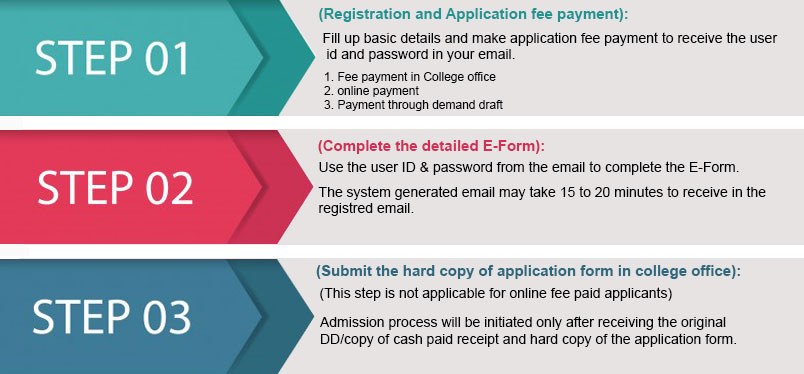 STEP 01
(Registration and Application fee payment):
Fill up basic details and make application fee payment to receive the user
id and password in your email.
1. Fee payment in College office
2. online payment
3. Payment through demand draft
STEP 02
(Complete the detailed E-Form):
Use the user ID & password from the email to complete the E-Form.
The system generated email may take 15 to 20 minutes to receive in the
registred email.
STEP 03
(Submit the hard copy of application form in college office):
(This step is not applicable for online fee paid applicants)
Admission process will be initiated only after receiving the original
DD/copy of cash paid receipt and hard copy of the application form.